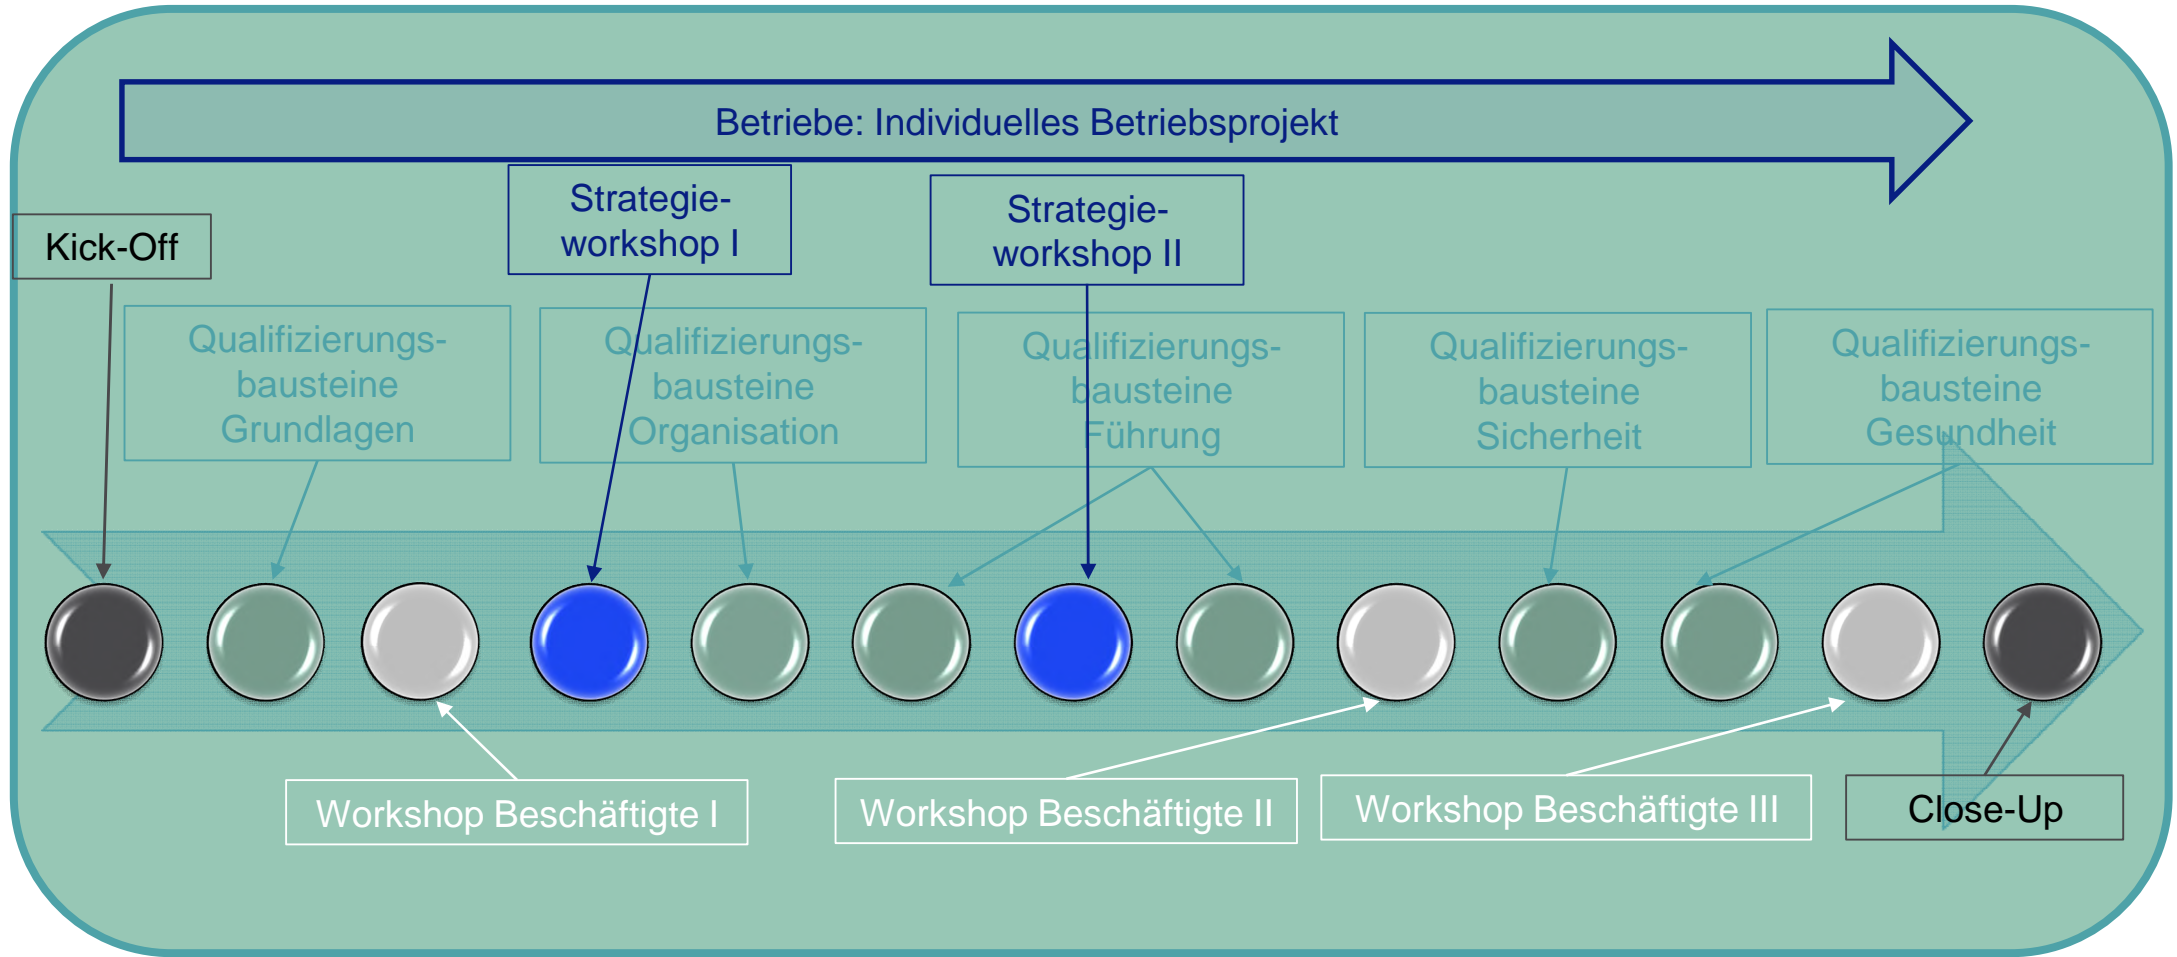 Betriebe: Individuelles Betriebsprojekt
Strategie-
workshop I
Strategie-
workshop II
Kick-Off
Qualifizierungs-
bausteine
Grundlagen
Qualifizierungs-
bausteine
Organisation
Qualifizierungs-
bausteine
Führung
Qualifizierungs-
bausteine
Sicherheit
Qualifizierungs-
bausteine
Gesundheit
Workshop Beschäftigte I
Workshop Beschäftigte II
Workshop Beschäftigte III
Close-Up